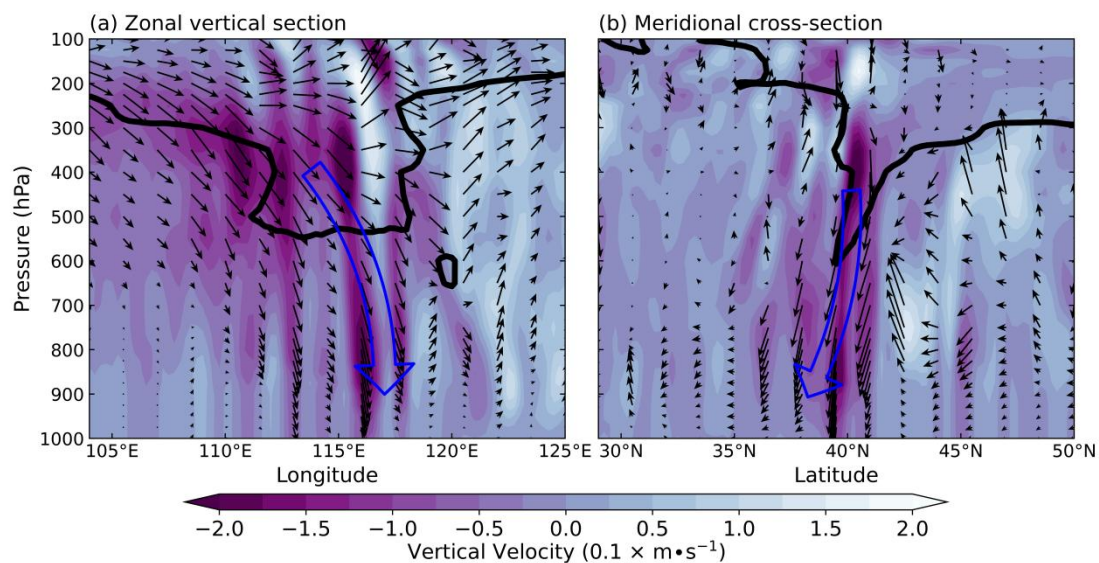 (a) Zonal vertical section
(b) Meridional cross-section
Pressure (hPa)
100
200
300
400
500
600
700
800
900
1000
105°E
110°E
115°E
120°E
125°E
30°N
35°N
40°N
45°N
50°N
Longitude
Latitude
−2.0
−1.5
−1.0
−0.5
0.0
0.5
1.0
1.5
2.0
Vertical Velocity (0.1 × m•s⁻¹)